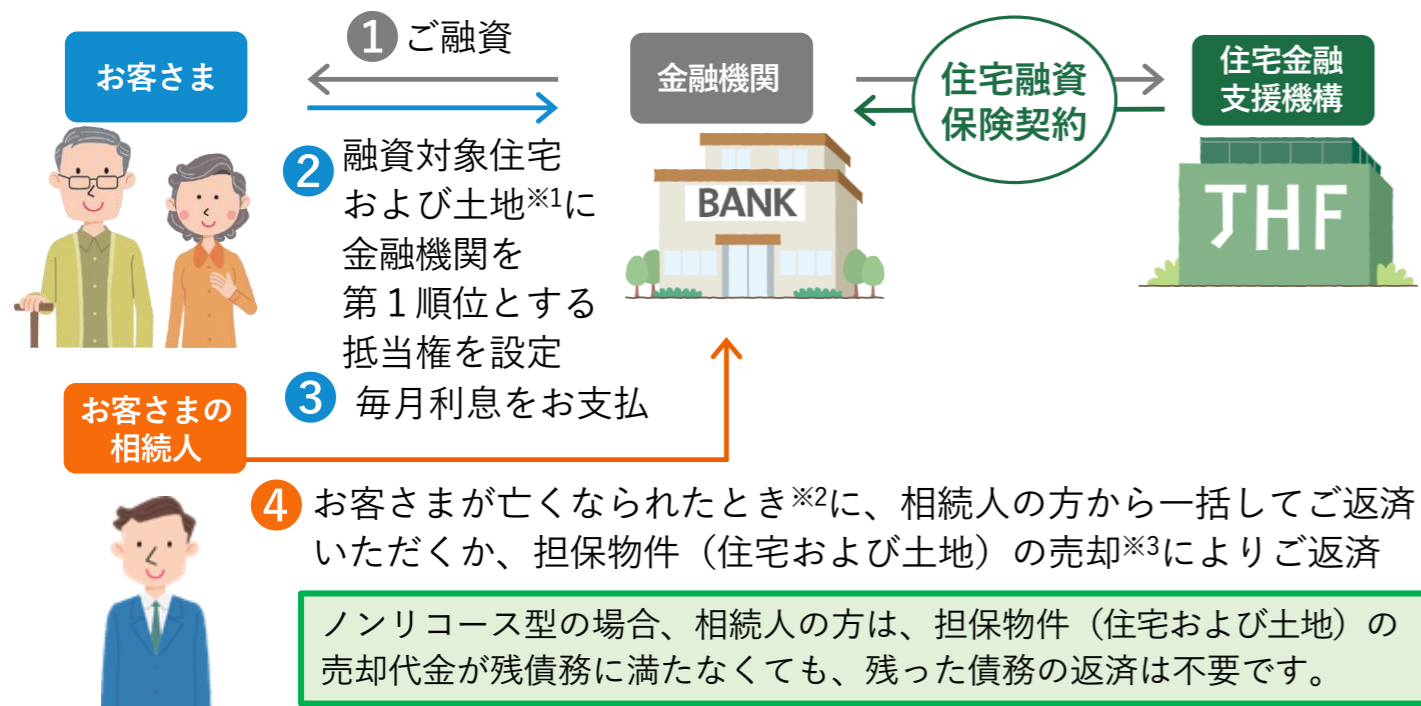 ❶ ご融資
お客さま
金融機関
住宅融資
保険契約
住宅金融
支援機構
BANK
JHF
❷ 融資対象住宅
および土地※1に
金融機関を
第1順位とする
抵当権を設定
❸ 毎月利息をお支払
お客さまの
相続人
❹ お客さまが亡くなられたとき※2に、相続人の方から一括してご返済
いただくか、担保物件（住宅および土地）の売却※3によりご返済
ノンリコース型の場合、相続人の方は、担保物件（住宅および土地）の
売却代金が残債務に満たなくても、残った債務の返済は不要です。